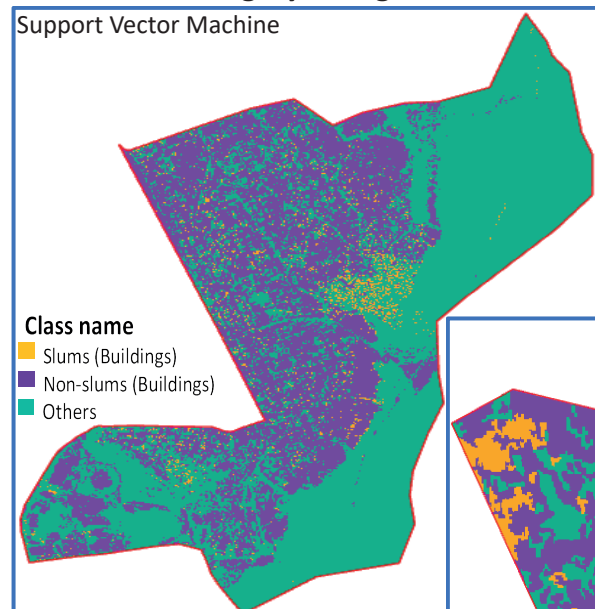 Support Vector Machine
Class name
Slums (Buildings)
Non-slums (Buildings)
Others